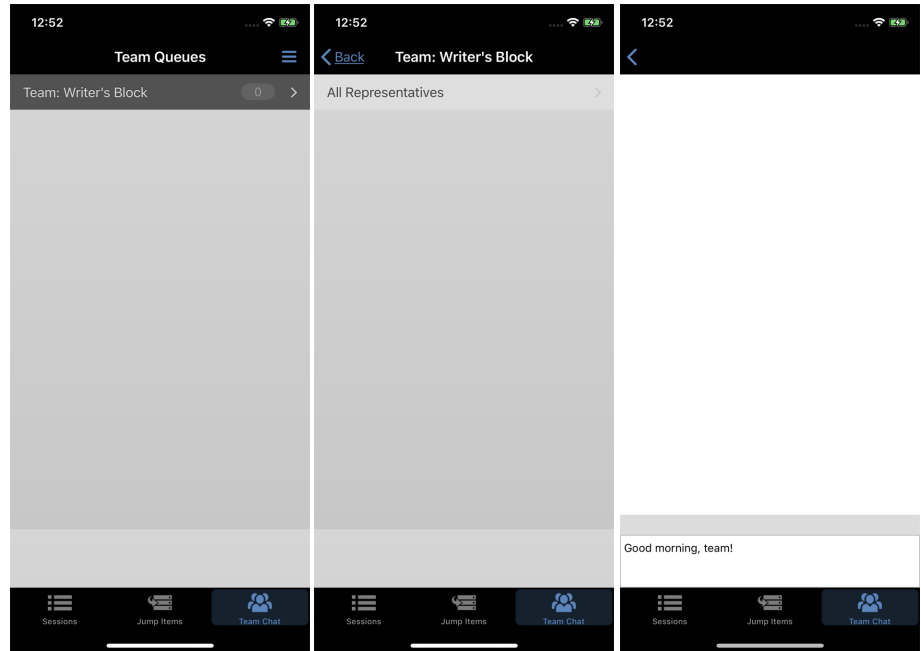 12:52
Team Queues
Team: Writer's Block 0
Sessions Jump Items Team Chat
12:52
Back Team: Writer's Block
All Representatives
Sessions Jump Items Team Chat
12:52
Good morning, team!
Sessions Jump Items Team Chat